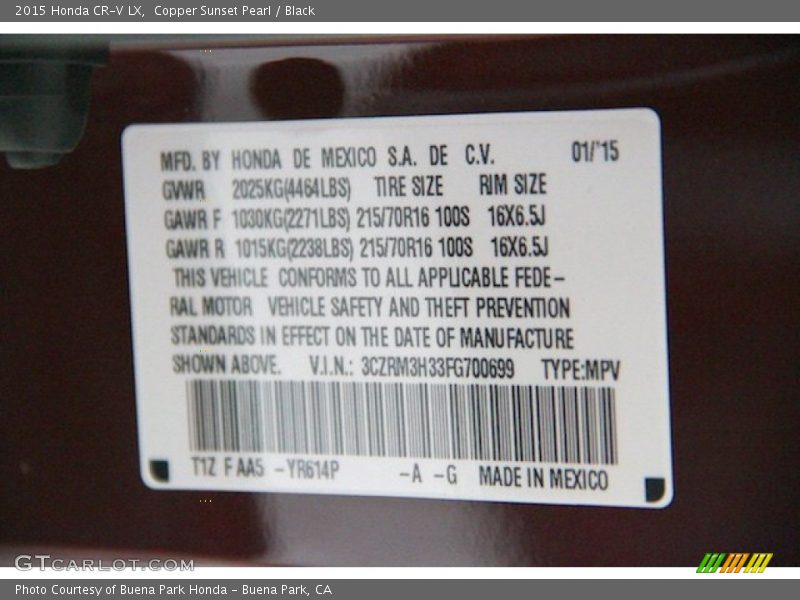 2015 Honda CR-V LX,  Copper Sunset Pearl / Black
MFD. BY HONDA DE MEXICO S.A. DE C.V. 01/'15
GVWR 2025KG(4464LBS) TIRE SIZE RIM SIZE
GAWR F 1030KG(2271LBS) 215/70R16 100S 16X6.5J
GAWR R 1015KG(2238LBS) 215/70R16 100S 16X6.5J
THIS VEHICLE CONFORMS TO ALL APPLICABLE FEDE-
RAL MOTOR VEHICLE SAFETY AND THEFT PREVENTION
STANDARDS IN EFFECT ON THE DATE OF MANUFACTURE
SHOWN ABOVE. V.I.N.: 3CZRM3H33FG700699 TYPE:MPV
T1Z F AA5 -YR614P -A -G MADE IN MEXICO
GTCARLOT.COM
Photo Courtesy of Buena Park Honda - Buena Park, CA